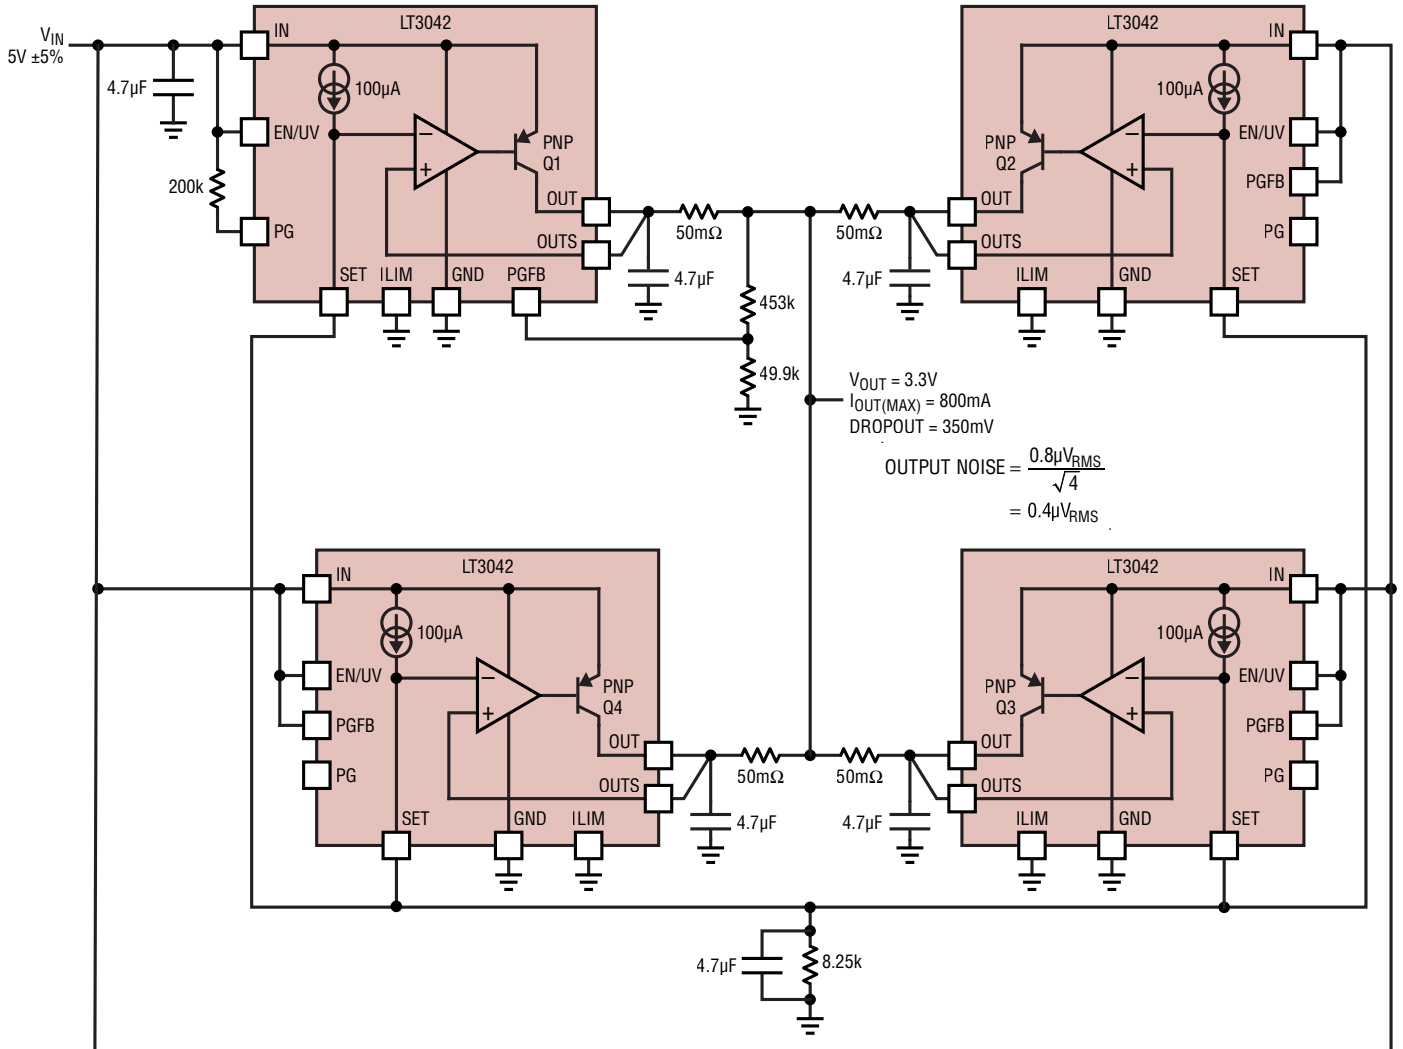 VIN
5V ±5%
4.7µF
200k
IN
LT3042
100µA
EN/UV
−
+
PNP
Q1
OUT
OUTS
PG
SET
ILIM
GND
PGFB
50mΩ
4.7µF
453k
49.9k
50mΩ
4.7µF
LT3042
IN
100µA
EN/UV
PNP
Q2
−
+
PGFB
OUT
PG
OUTS
ILIM
GND
SET
VOUT = 3.3V
IOUT(MAX) = 800mA
DROPOUT = 350mV
OUTPUT NOISE = 0.8µVRMS
√4
= 0.4µVRMS
LT3042
IN
100µA
EN/UV
−
+
PNP
Q4
PGFB
OUT
PG
OUTS
SET
GND
ILIM
50mΩ
4.7µF
50mΩ
4.7µF
LT3042
IN
100µA
EN/UV
PNP
Q3
−
+
PGFB
OUT
PG
OUTS
ILIM
GND
SET
4.7µF
8.25k